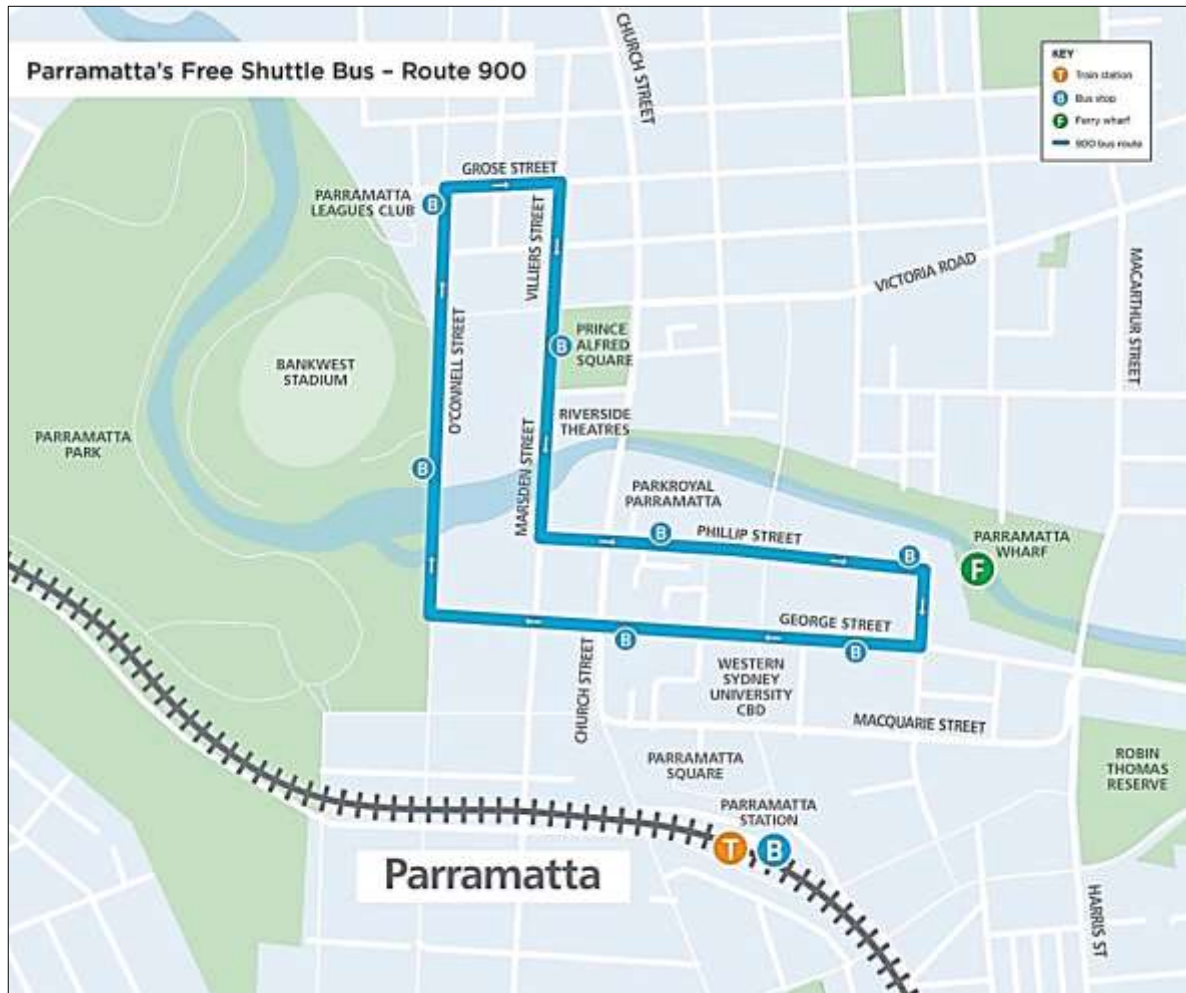 Parramatta's Free Shuttle Bus – Route 900
CHURCH STREET
KEY
T Train station
B Bus stop
F Ferry wharf
900 bus route
GROSE STREET
PARRAMATTA
LEAGUES CLUB
B
VILLIERS STREET
VICTORIA ROAD
MACARTHUR STREET
O'CONNELL STREET
B
PRINCE
ALFRED
SQUARE
BANKWEST
STADIUM
RIVERSIDE
THEATRES
PARRAMATTA
PARK
B
MARSDEN STREET
PARKROYAL
PARRAMATTA
B
PHILLIP STREET
B
PARRAMATTA
WHARF
F
GEORGE STREET
B
B
CHURCH STREET
WESTERN
SYDNEY
UNIVERSITY
CBD
MACQUARIE STREET
PARRAMATTA
SQUARE
ROBIN
THOMAS
RESERVE
PARRAMATTA
STATION
T
B
Parramatta
HARRIS ST